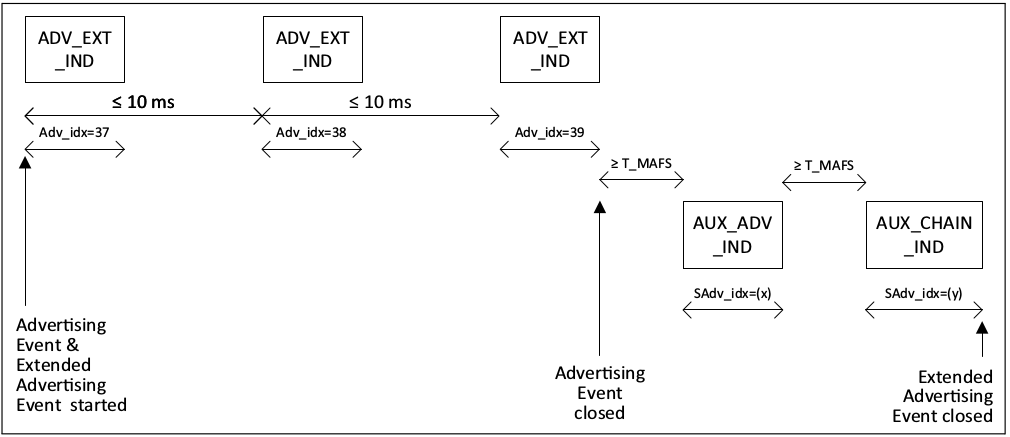 ADV_EXT
_IND
ADV_EXT
_IND
ADV_EXT
_IND
≤ 10 ms
≤ 10 ms
Adv_idx=37
Adv_idx=38
Adv_idx=39
≥ T_MAFS
≥ T_MAFS
AUX_ADV
_IND
AUX_CHAIN
_IND
SAdv_idx=(x)
SAdv_idx=(y)
Advertising
Event &
Extended
Advertising
Event started
Advertising
Event
closed
Extended
Advertising
Event closed